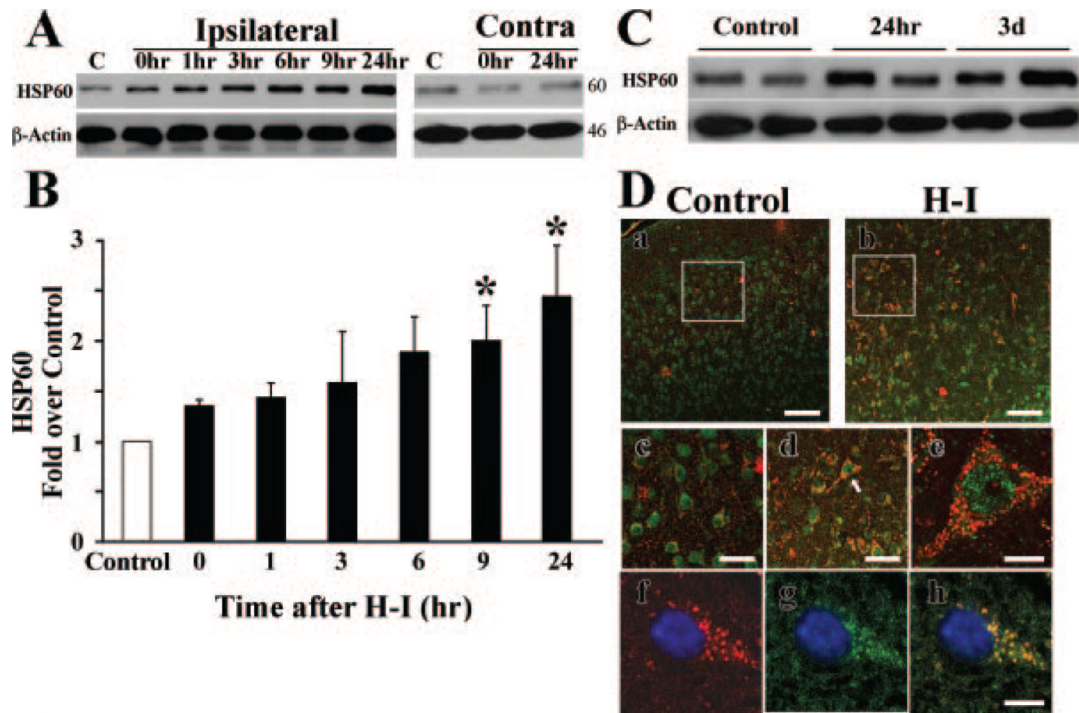 A
Ipsilateral
Contra
C 0hr 1hr 3hr 6hr 9hr 24hr
C 0hr 24hr
HSP60
60
β-Actin
46
C
Control 24hr 3d
HSP60
β-Actin
B
HSP60
Fold over Control
3
2
1
0
*
*
Control 0 1 3 6 9 24
Time after H-I (hr)
D
Control H-I
a b
c d e
f g h